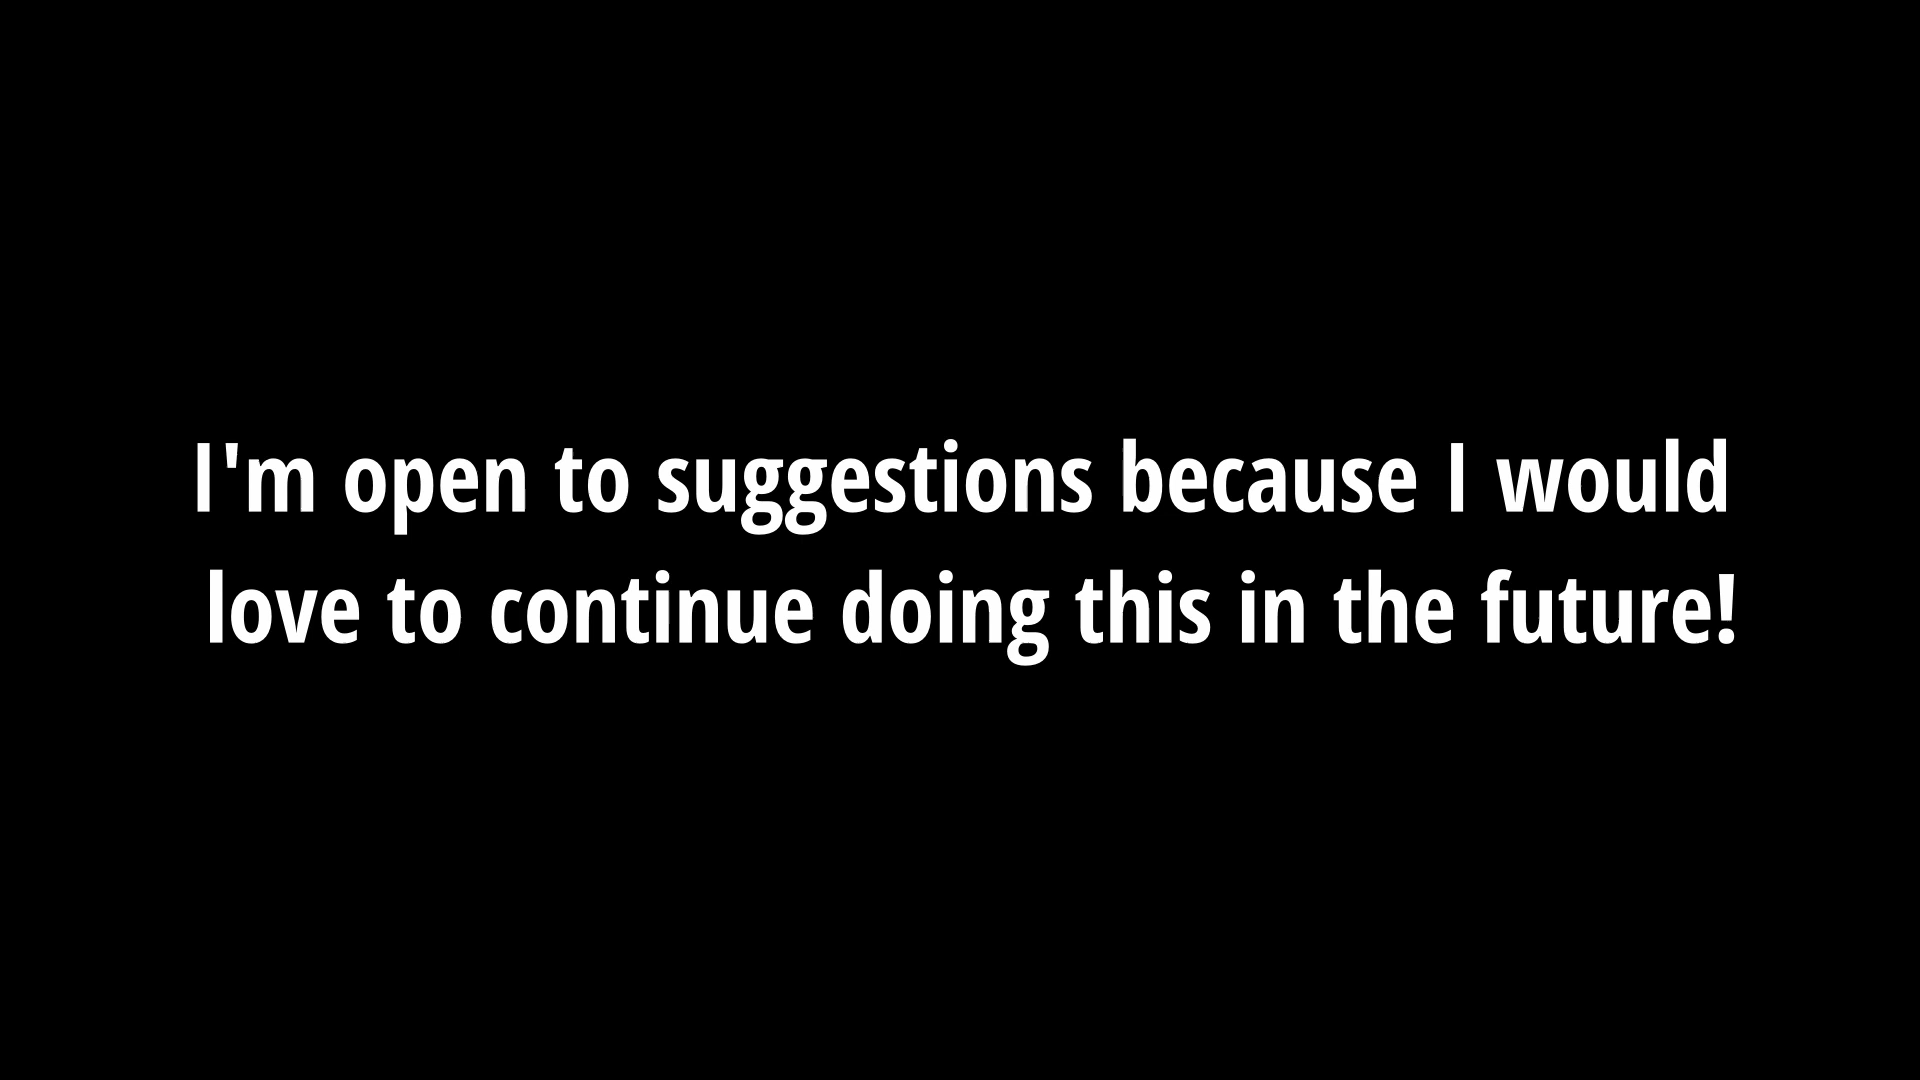 I'm open to suggestions because I would
love to continue doing this in the future!